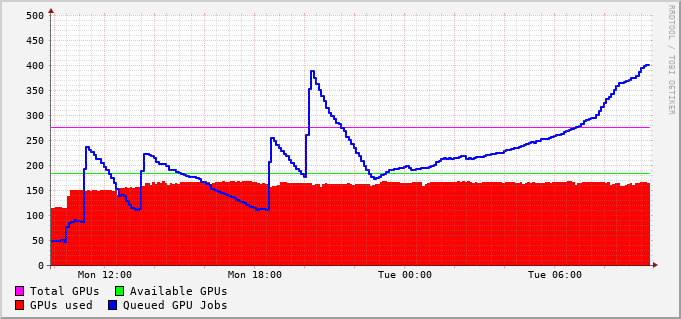 500
450
400
350
300
250
200
150
100
50
0
Mon 12:00 Mon 18:00 Tue 00:00 Tue 06:00
Total GPUs Available GPUs
GPUs used Queued GPU Jobs
RRDTOOL / TOBI OETIKER